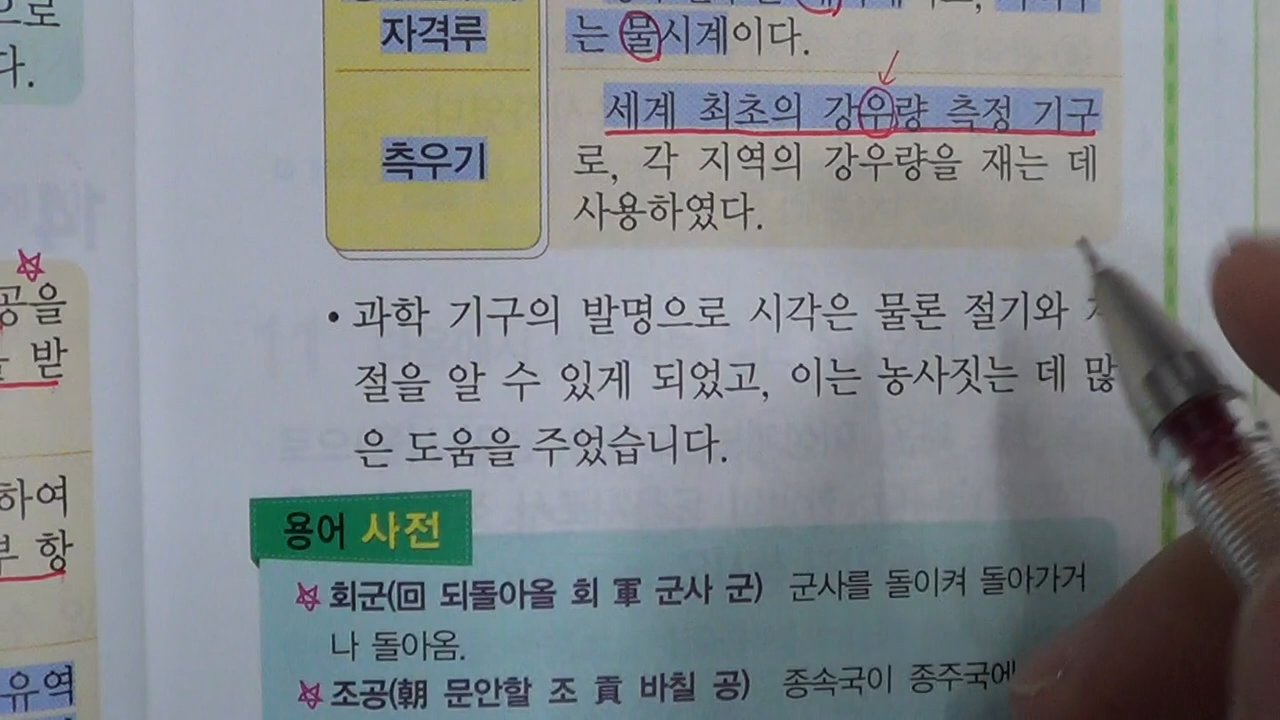 으로
다.
자격루
는 물시계이다.
측우기
세계 최초의 강우량 측정 기구
로, 각 지역의 강우량을 재는 데
사용하였다.
공을
받
하여
부 항
유역
• 과학 기구의 발명으로 시각은 물론 절기와
절을 알 수 있게 되었고, 이는 농사짓는 데 많
은 도움을 주었습니다.
용어 사전
회군(回 되돌아올 회 軍 군사 군) 군사를 돌이켜 돌아가거
나 돌아옴.
조공(朝 문안할 조 貢 바칠 공) 종속국이 종주국에